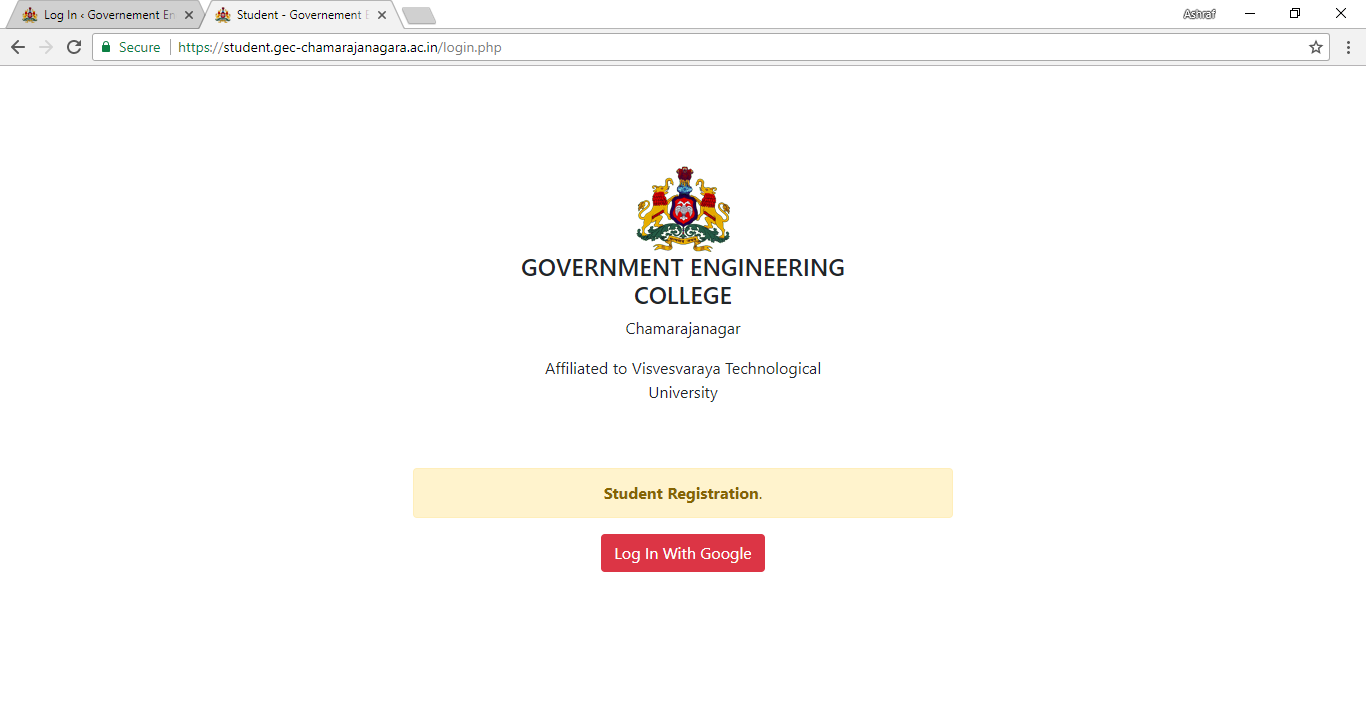 Log In ‹ Governement En
Student - Governement E
Ashraf
Secure
https://student.gec-chamarajanagara.ac.in/login.php
GOVERNMENT ENGINEERING
COLLEGE
Chamarajanagar
Affiliated to Visvesvaraya Technological
University
Student Registration.
Log In With Google